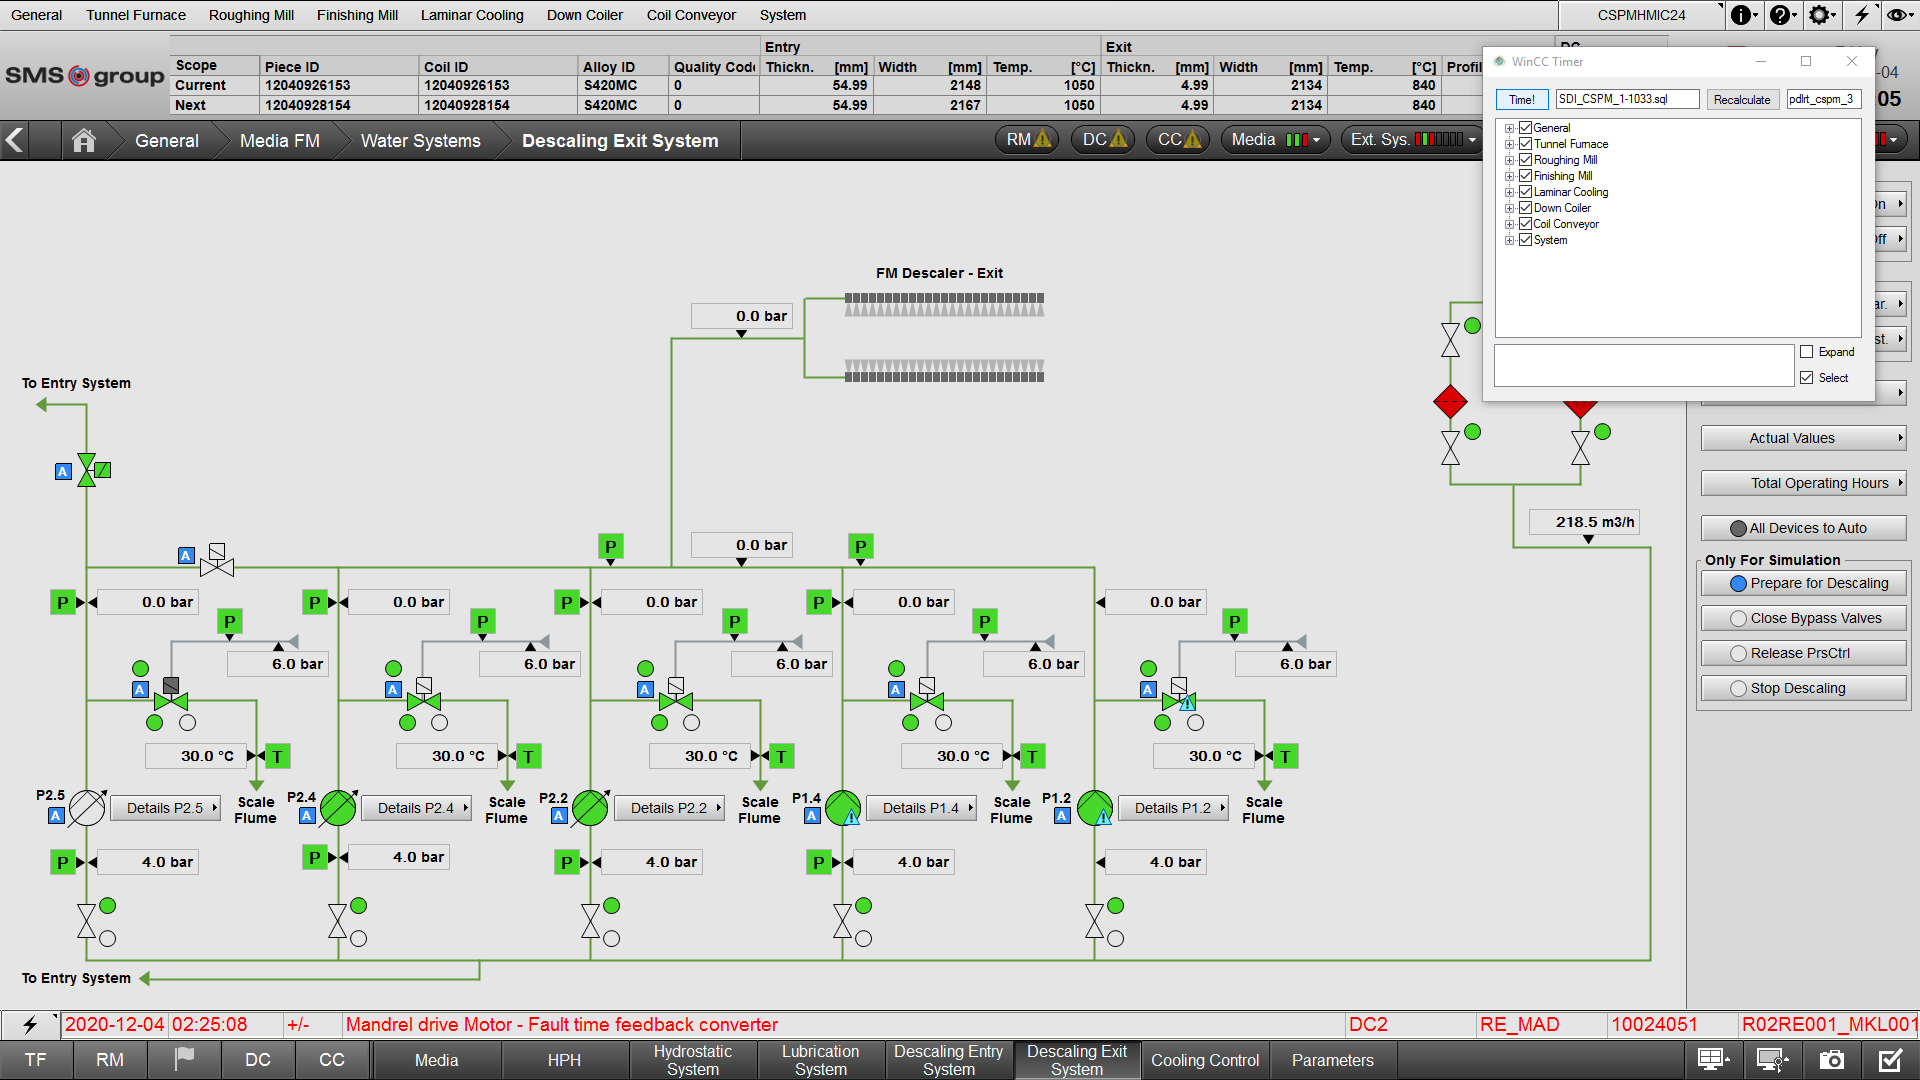 General Tunnel Furnace Roughing Mill Finishing Mill Laminar Cooling Down Coiler Coil Conveyor System CSPMHMIC24
SMS group
Entry Exit
Scope Piece ID Coil ID Alloy ID Quality Code Thickn. [mm] Width [mm] Temp. [°C] Thickn. [mm] Width [mm] Temp. [°C]
Current 12040926153 12040926153 S420MC 0 54.99 2148 1050 4.99 2134 840
Next 12040928154 12040928154 S420MC 0 54.99 2167 1050 4.99 2134 840
-04
05
General Media FM Water Systems Descaling Exit System RM DC CC Media Ext. Sys.
WinCC Timer
Time! SDI_CSPM_1-1033.sql Recalculate pdlrt_cspm_3
General
Tunnel Furnace
Roughing Mill
Finishing Mill
Laminar Cooling
Down Coiler
Coil Conveyor
System
Expand
Select
Actual Values
Total Operating Hours
All Devices to Auto
Only For Simulation
Prepare for Descaling
Close Bypass Valves
Release PrsCtrl
Stop Descaling
FM Descaler - Exit
0.0 bar
To Entry System
A
218.5 m3/h
A P 0.0 bar P
P 0.0 bar P 0.0 bar P 0.0 bar P 0.0 bar 0.0 bar
P P P P P
6.0 bar 6.0 bar 6.0 bar 6.0 bar 6.0 bar
A A A A A
30.0 °C T 30.0 °C T 30.0 °C T 30.0 °C T 30.0 °C T
P2.5 A Details P2.5 Scale Flume
P2.4 A Details P2.4 Scale Flume
P2.2 A Details P2.2 Scale Flume
P1.4 A Details P1.4 Scale Flume
P1.2 A Details P1.2 Scale Flume
P 4.0 bar P 4.0 bar P 4.0 bar P 4.0 bar 4.0 bar
To Entry System
2020-12-04 02:25:08 +/- Mandrel drive Motor - Fault time feedback converter DC2 RE_MAD 10024051 R02RE001_MKL001
TF RM DC CC Media HPH Hydrostatic System Lubrication System Descaling Entry System Descaling Exit System Cooling Control Parameters